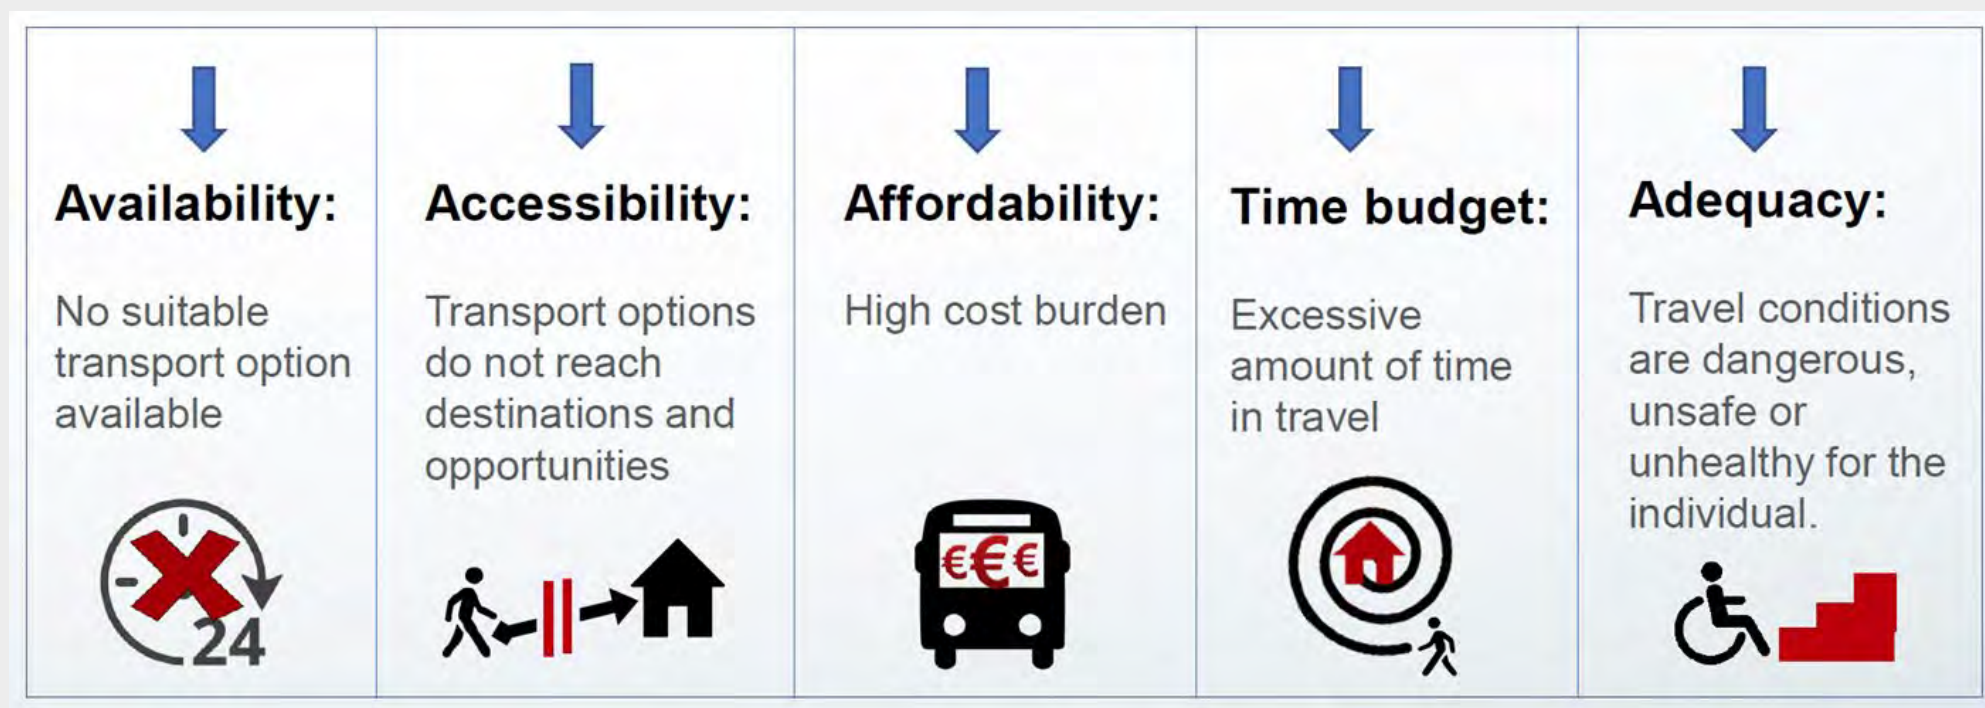 Availability:
No suitable
transport option
available
24
Accessibility:
Transport options
do not reach
destinations and
opportunities
Affordability:
High cost burden
€€€
Time budget:
Excessive
amount of time
in travel
Adequacy:
Travel conditions
are dangerous,
unsafe or
unhealthy for the
individual.